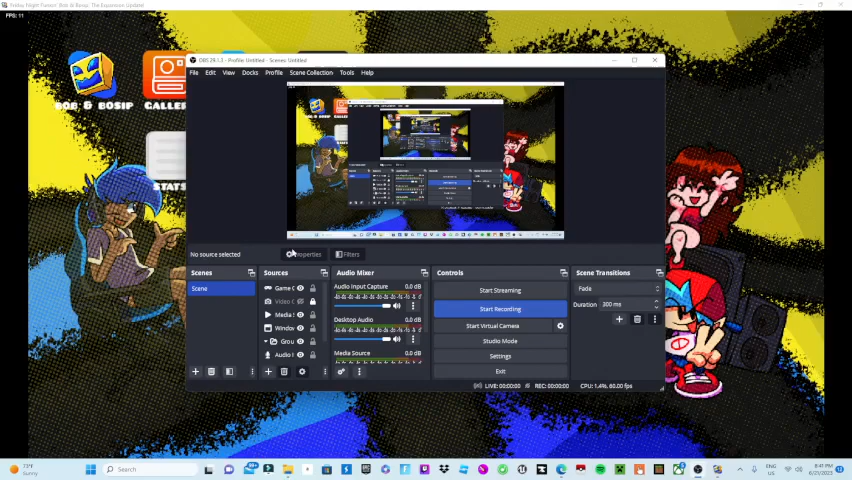 Friday Night Funkin' Bob & Bosip: The Expansion Update!
FPS: 11
BOB & BOSIP
STATS
OBS 29.1.3 - Profile: Untitled - Scenes: Untitled
File Edit View Docks Profile Scene Collection Tools Help
No source selected
Properties
Filters
Scenes
Scene
Sources
Game C
Video C
Media
Window
Grou
Audio I
Audio Mixer
Audio Input Capture 0.0 dB
Desktop Audio 0.0 dB
Media Source 0.0 dB
Controls
Start Streaming
Start Recording
Start Virtual Camera
Studio Mode
Settings
Exit
Scene Transitions
Fade
Duration 300 ms
LIVE: 00:00:00
REC: 00:00:00
CPU: 1.4%, 60.00 fps
73°F
Sunny
Search
99+
ENG
US
8:41 PM
6/21/2023